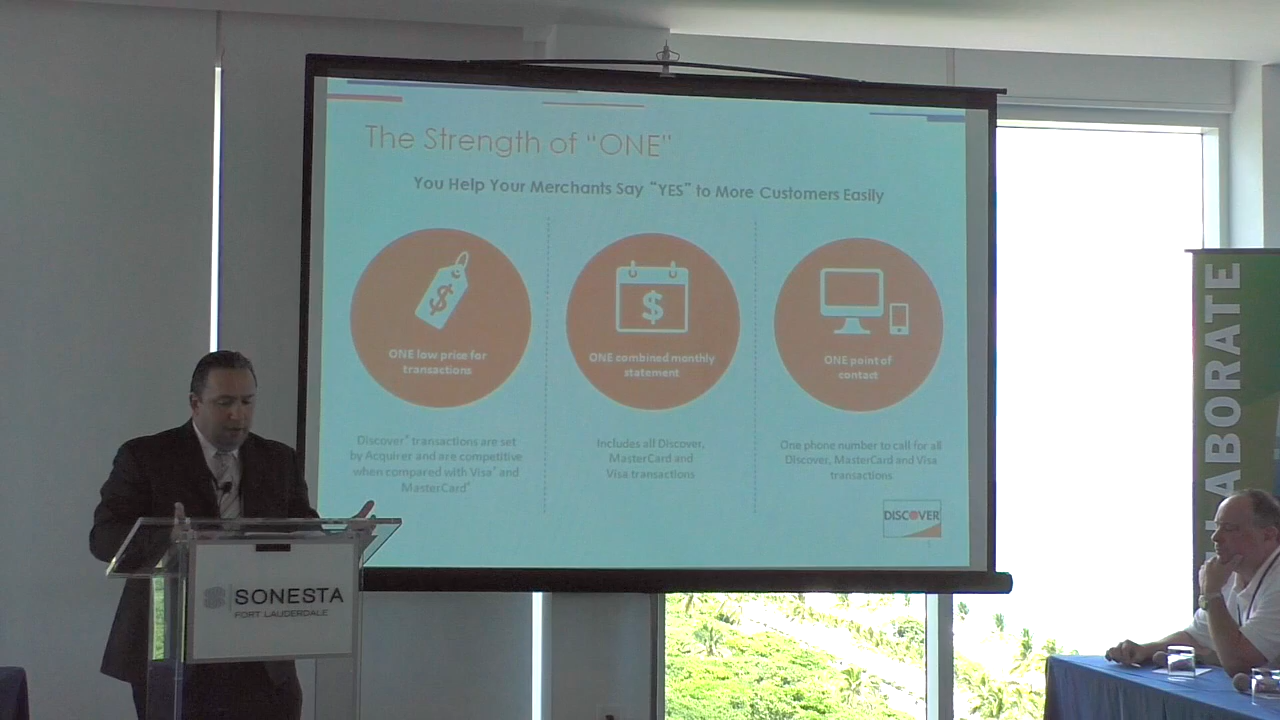 The Strength of “ONE”
You Help Your Merchants Say “YES” to More Customers Easily
ONE low price for
transactions
ONE combined monthly
statement
ONE point of
contact
Discover® transactions are set
by Acquirer and are competitive
when compared with Visa® and
MasterCard®
Includes all Discover,
MasterCard and
Visa transactions
One phone number to call for all
Discover, MasterCard and Visa
transactions
DISCOVER
SONESTA
FORT LAUDERDALE
LABORATE